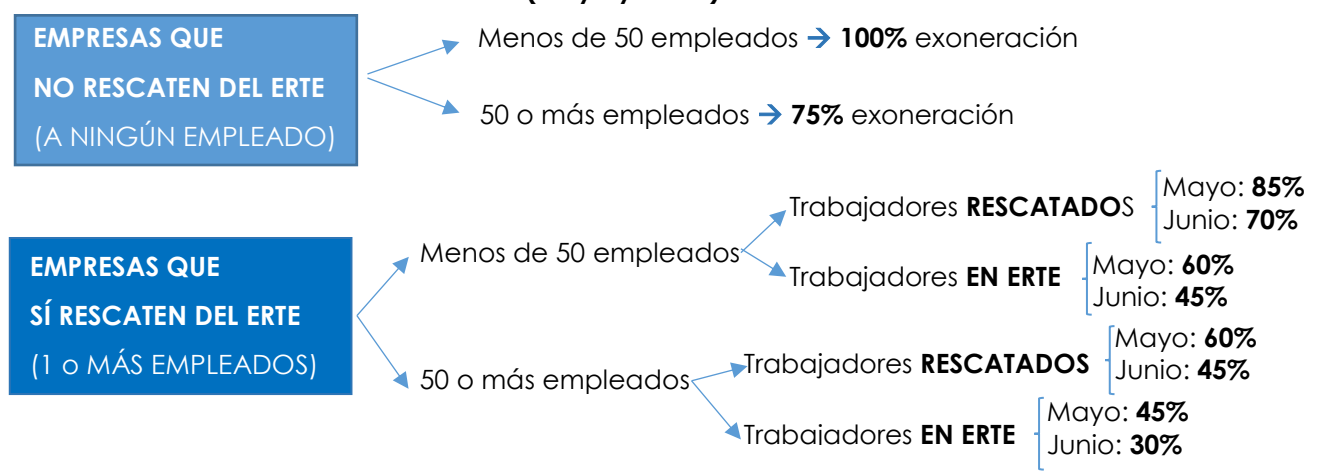 EMPRESAS QUE
NO RESCATEN DEL ERTE
(A NINGÚN EMPLEADO)
Menos de 50 empleados → 100% exoneración
50 o más empleados → 75% exoneración
EMPRESAS QUE
SÍ RESCATEN DEL ERTE
(1 o MÁS EMPLEADOS)
Menos de 50 empleados
Trabajadores RESCATADOS
Mayo: 85%
Junio: 70%
Trabajadores EN ERTE
Mayo: 60%
Junio: 45%
50 o más empleados
Trabajadores RESCATADOS
Mayo: 60%
Junio: 45%
Trabajadores EN ERTE
Mayo: 45%
Junio: 30%